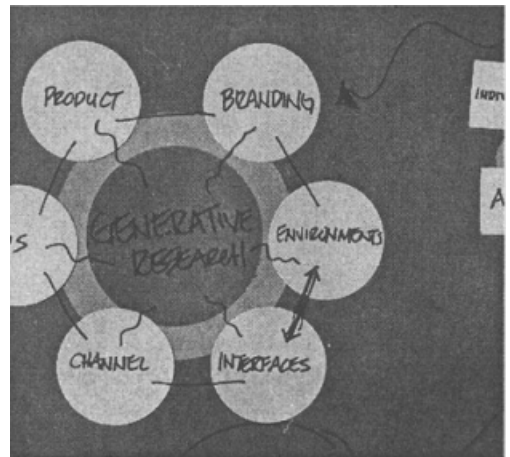 PRODUCT
BRANDING
GENERATIVE
RESEARCH
ENVIRONMENTS
CHANNEL
INTERFACES